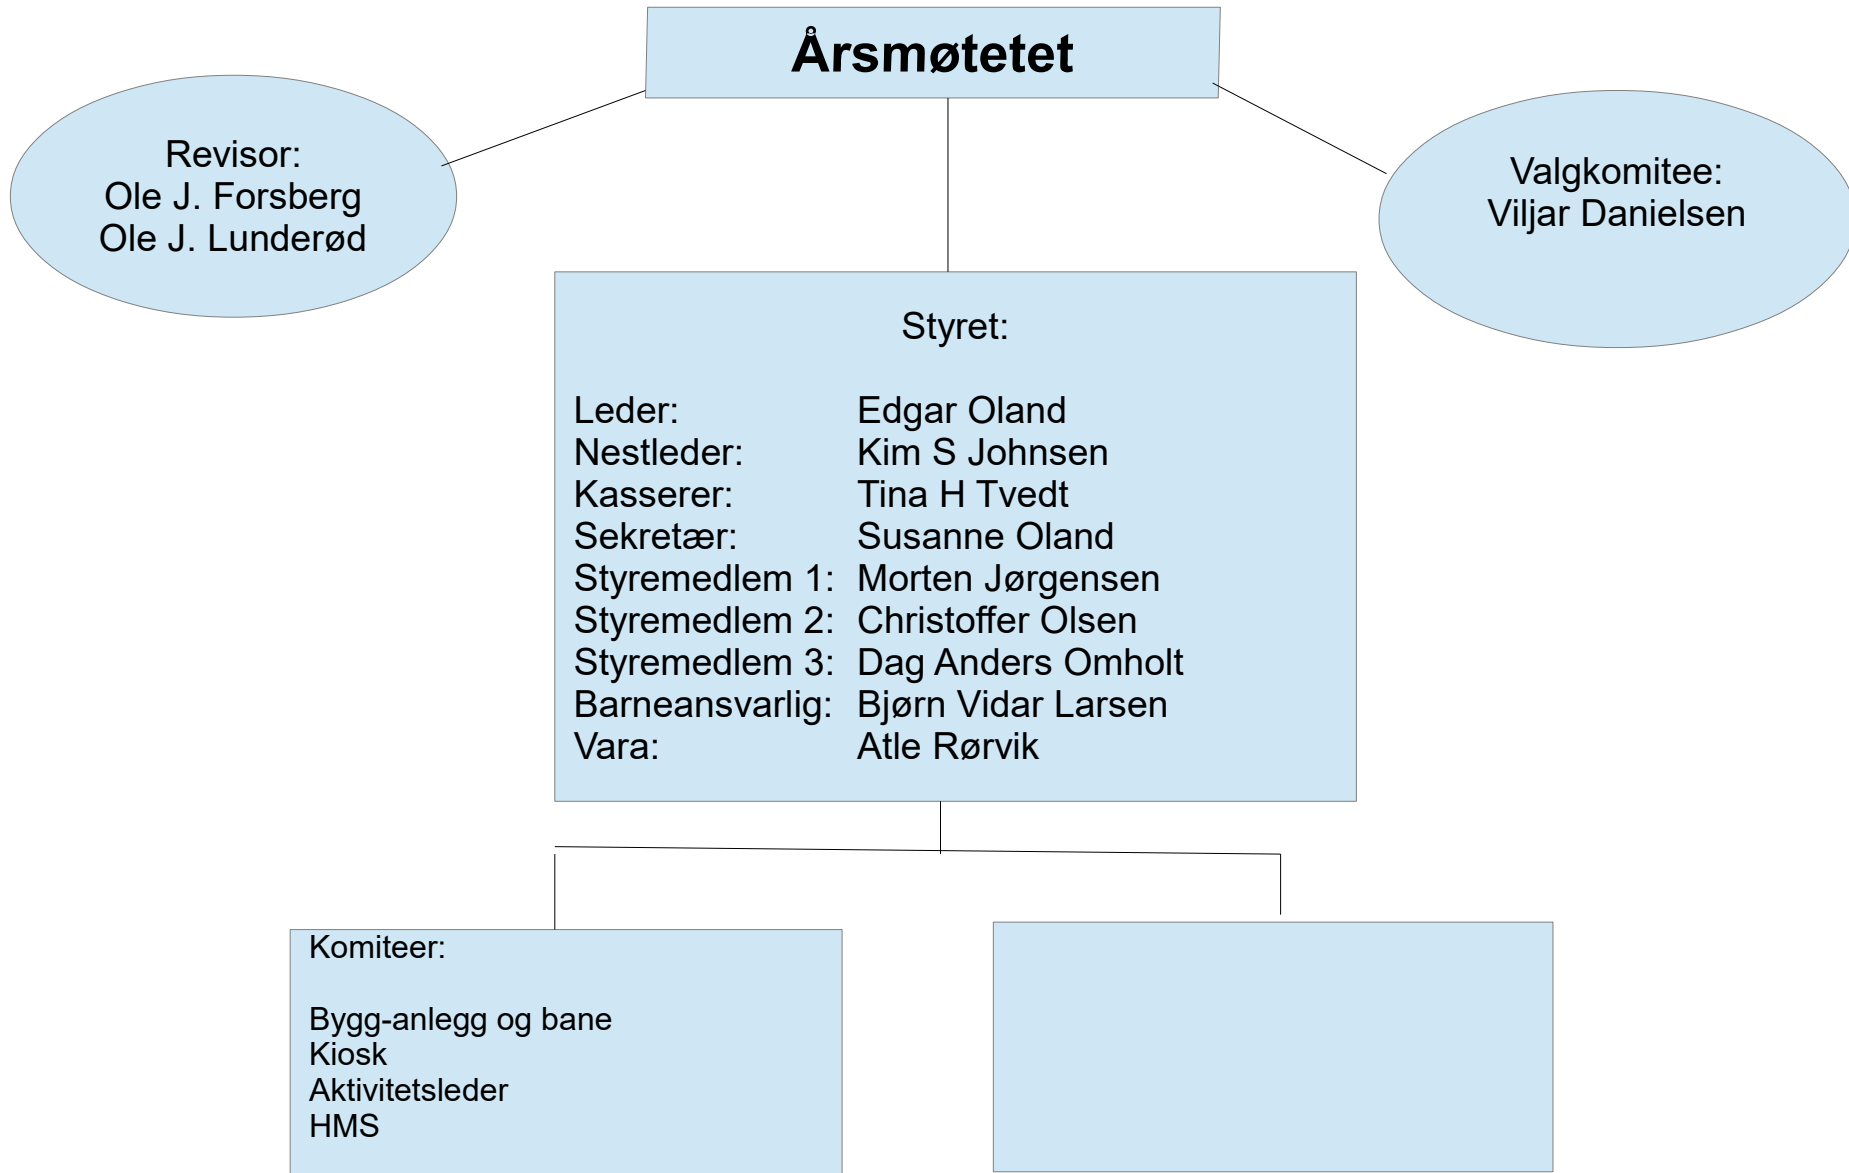 Årsmøtetet
Revisor:
Ole J. Forsberg
Ole J. Lunderød
Valgkomitee:
Viljar Danielsen
Styret:
Leder: Edgar Oland
Nestleder: Kim S Johnsen
Kasserer: Tina H Tvedt
Sekretær: Susanne Oland
Styremedlem 1: Morten Jørgensen
Styremedlem 2: Christoffer Olsen
Styremedlem 3: Dag Anders Omholt
Barneansvarlig: Bjørn Vidar Larsen
Vara: Atle Rørvik
Komiteer:
Bygg-anlegg og bane
Kiosk
Aktivitetsleder
HMS